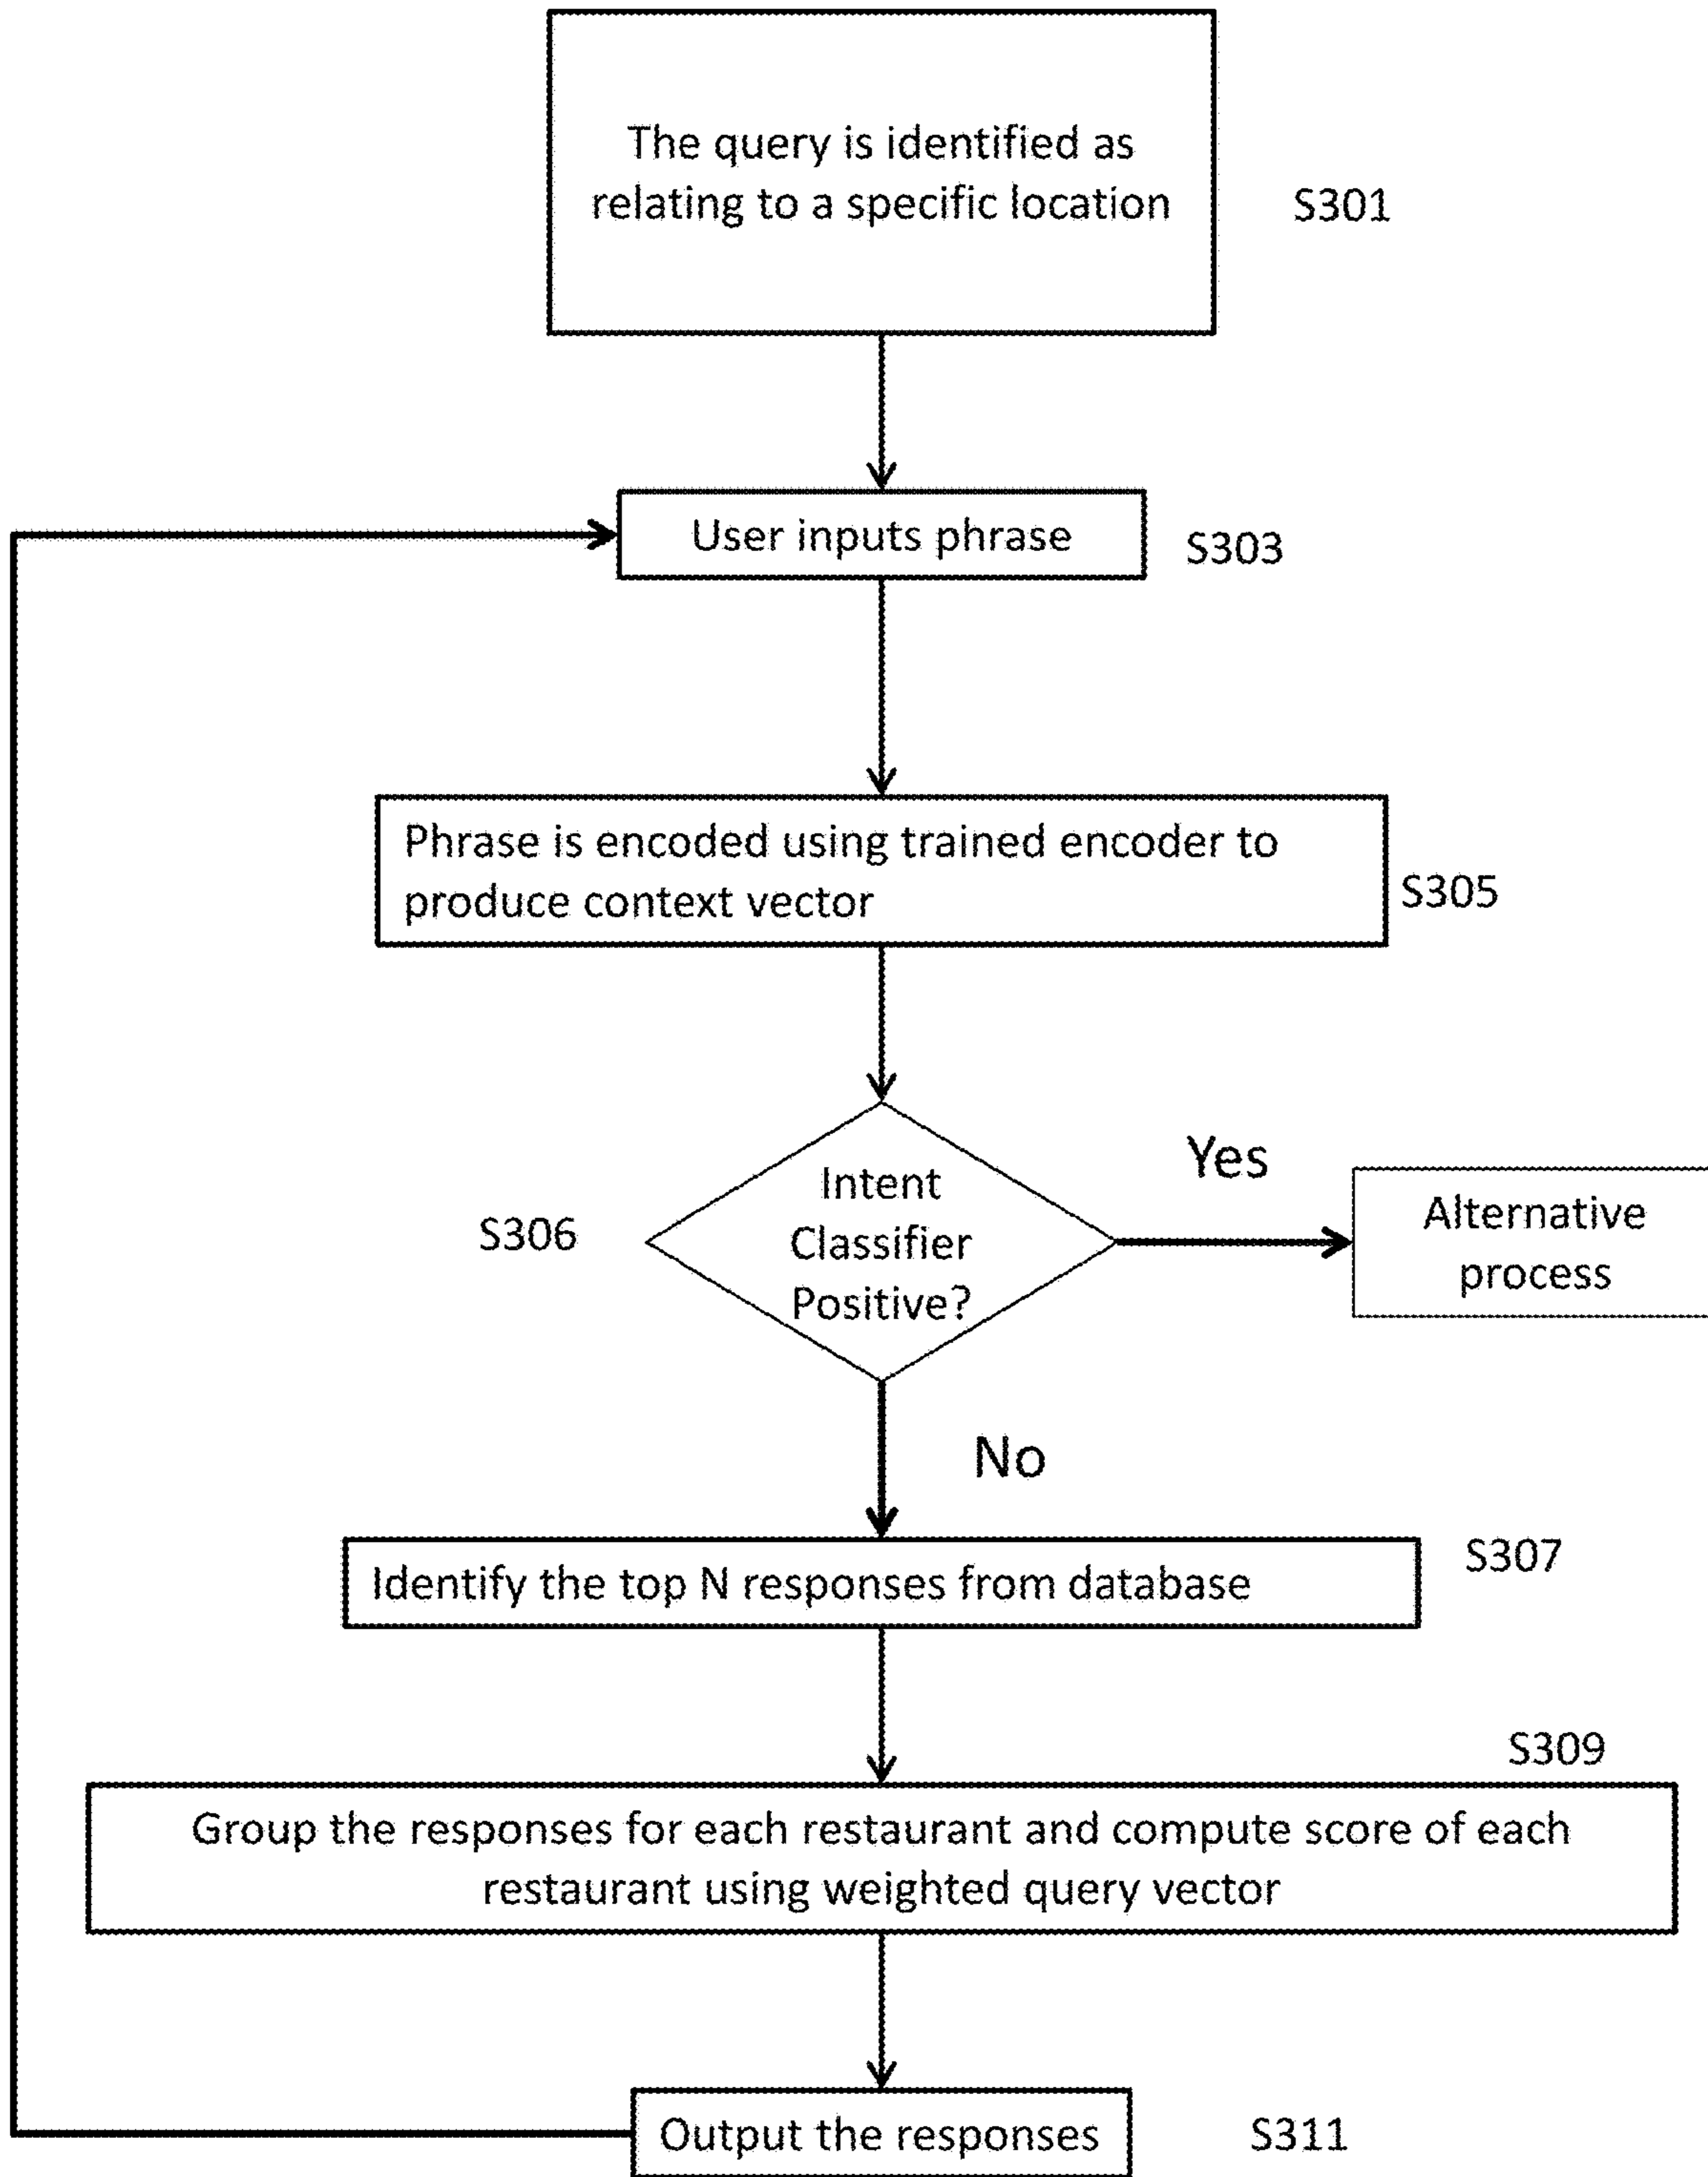 The query is identified as
relating to a specific location
S301
User inputs phrase
S303
Phrase is encoded using trained encoder to
produce context vector
S305
Intent
Classifier
Positive?
S306
Yes
Alternative
process
No
Identify the top N responses from database
S307
S309
Group the responses for each restaurant and compute score of each
restaurant using weighted query vector
Output the responses
S311